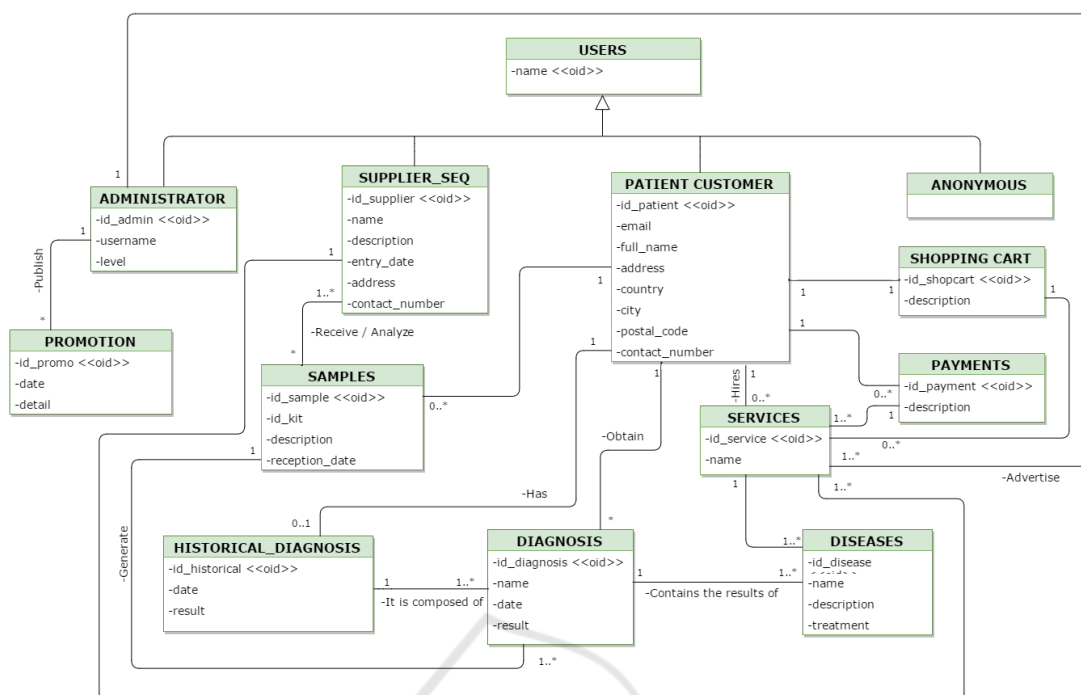 USERS
-name <<oid>>
1
ADMINISTRATOR
-id_admin <<oid>>
-username
-level
SUPPLIER_SEQ
-id_supplier <<oid>>
-name
-description
-entry_date
-address
-contact_number
PATIENT CUSTOMER
-id_patient <<oid>>
-email
-full_name
-address
-country
-city
-postal_code
-contact_number
ANONYMOUS
SHOPPING CART
-id_shopcart <<oid>>
-description
1
-Publish
*
1
1..*
-Receive / Analyze
*
1
1
1
1
PROMOTION
-id_promo <<oid>>
-date
-detail
SAMPLES
-id_sample <<oid>>
-id_kit
-description
-reception_date
0..*
1
1
1
-Hires
0..*
1
0..*
PAYMENTS
-id_payment <<oid>>
-description
1..*
1
SERVICES
-id_service <<oid>>
-name
0..*
1..*
-Advertise
1
1..*
-Obtain
1
-Generate
-Has
0..1
*
1..*
HISTORICAL_DIAGNOSIS
-id_historical <<oid>>
-date
-result
1
1..*
-It is composed of
DIAGNOSIS
-id_diagnosis <<oid>>
-name
-date
-result
1
1..*
-Contains the results of
DISEASES
-id_disease
<<oid>>
-name
-description
-treatment
1..*